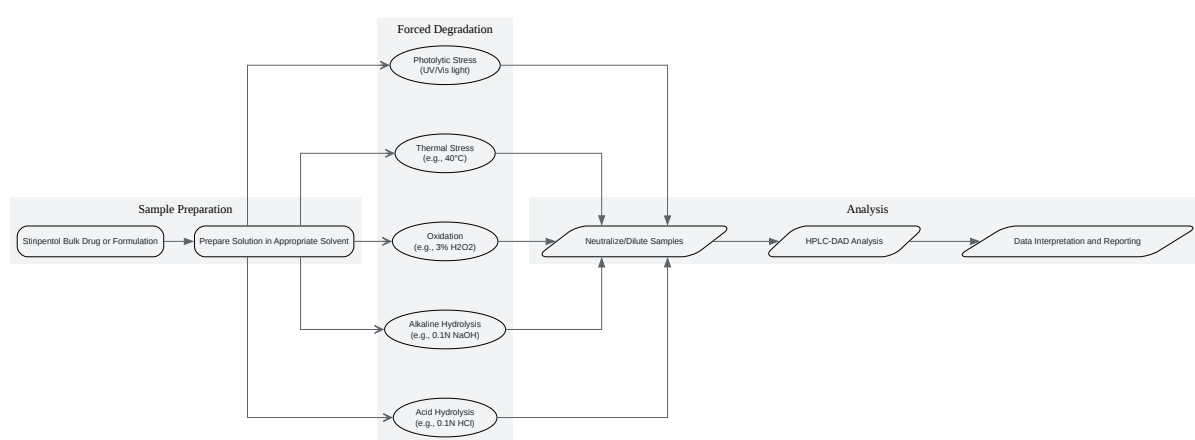 Forced Degradation
Photolytic Stress
(UV/Vis light)
Thermal Stress
(e.g., 40°C)
Sample Preparation
Stiripentol Bulk Drug or Formulation
Prepare Solution in Appropriate Solvent
Oxidation
(e.g., 3% H2O2)
Alkaline Hydrolysis
(e.g., 0.1N NaOH)
Acid Hydrolysis
(e.g., 0.1N HCl)
Analysis
Neutralize/Dilute Samples
HPLC-DAD Analysis
Data Interpretation and Reporting